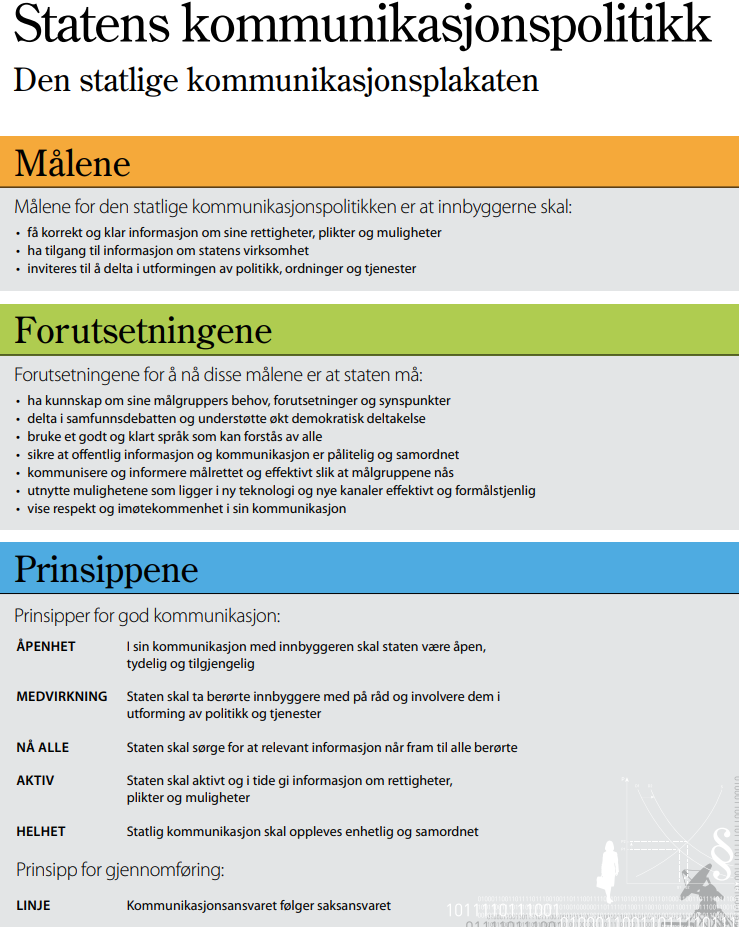 Statens kommunikasjonspolitikk
Den statlige kommunikasjonsplakaten
Målene
Målene for den statlige kommunikasjonspolitikken er at innbyggerne skal:
• få korrekt og klar informasjon om sine rettigheter, plikter og muligheter
• ha tilgang til informasjon om statens virksomhet
• inviteres til å delta i utformingen av politikk, ordninger og tjenester
Forutsetningene
Forutsetningene for å nå disse målene er at staten må:
• ha kunnskap om sine målgruppers behov, forutsetninger og synspunkter
• delta i samfunnsdebatten og understøtte økt demokratisk deltakelse
• bruke et godt og klart språk som kan forstås av alle
• sikre at offentlig informasjon og kommunikasjon er pålitelig og samordnet
• kommunisere og informere målrettet og effektivt slik at målgruppene nås
• utnytte mulighetene som ligger i ny teknologi og nye kanaler effektivt og formålstjenlig
• vise respekt og imøtekommenhet i sin kommunikasjon
Prinsippene
Prinsipper for god kommunikasjon:
ÅPENHET I sin kommunikasjon med innbyggeren skal staten være åpen,
tydelig og tilgjengelig
MEDVIRKNING Staten skal ta berørte innbyggere med på råd og involvere dem i
utforming av politikk og tjenester
NÅ ALLE Staten skal sørge for at relevant informasjon når fram til alle berørte
AKTIV Staten skal aktivt og i tide gi informasjon om rettigheter,
plikter og muligheter
HELHET Statlig kommunikasjon skal oppleves enhetlig og samordnet
Prinsipp for gjennomføring:
LINJE Kommunikasjonsansvaret følger saksansvaret
§
1011110111001